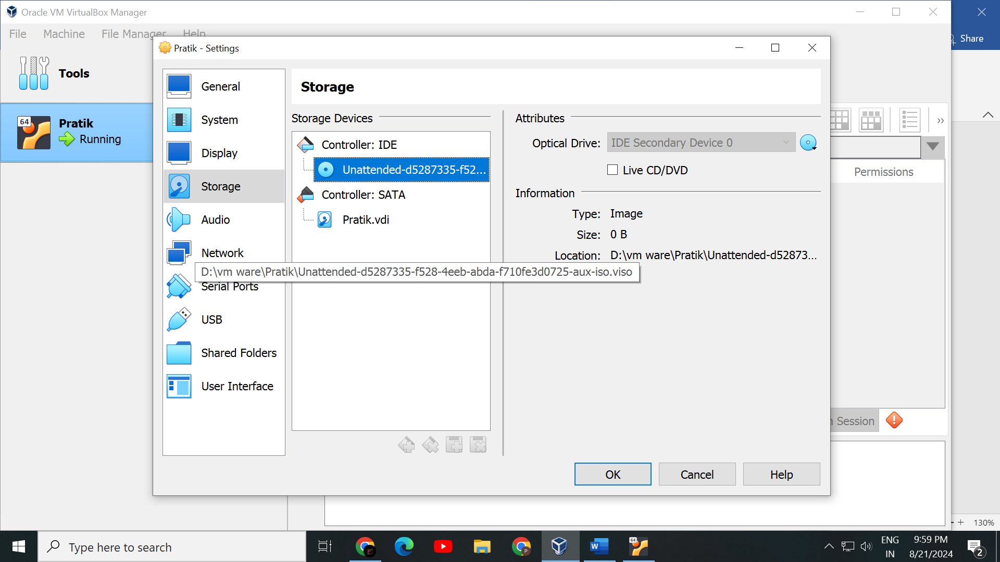 Oracle VM VirtualBox Manager
File Machine File Manager Help
Share
Pratik - Settings
Tools
64
Pratik
Running
General
System
Display
Storage
Audio
Network
Serial Ports
USB
Shared Folders
User Interface
Storage
Storage Devices
Controller: IDE
Unattended-d5287335-f52...
Controller: SATA
Pratik.vdi
Attributes
Optical Drive: IDE Secondary Device 0
Live CD/DVD
Information
Type: Image
Size: 0 B
Location: D:\vm ware\Pratik\Unattended-d52873...
D:\vm ware\Pratik\Unattended-d5287335-f528-4eeb-abda-f710fe3d0725-aux-iso.viso
Permissions
Session
OK Cancel Help
130%
Type here to search
P
W
64
ENG
IN
9:59 PM
8/21/2024
2